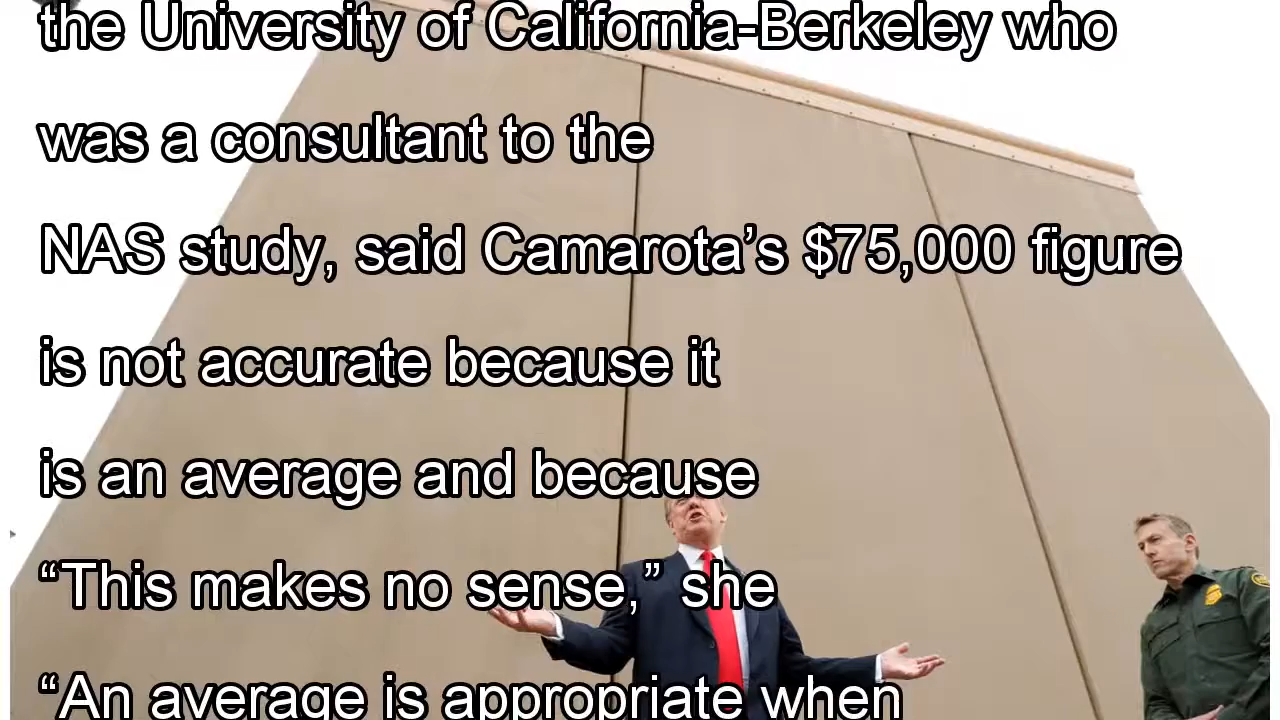 the University of California-Berkeley who
was a consultant to the
NAS study, said Camarota’s $75,000 figure
is not accurate because it
is an average and because
“This makes no sense,” she
“An average is appropriate when